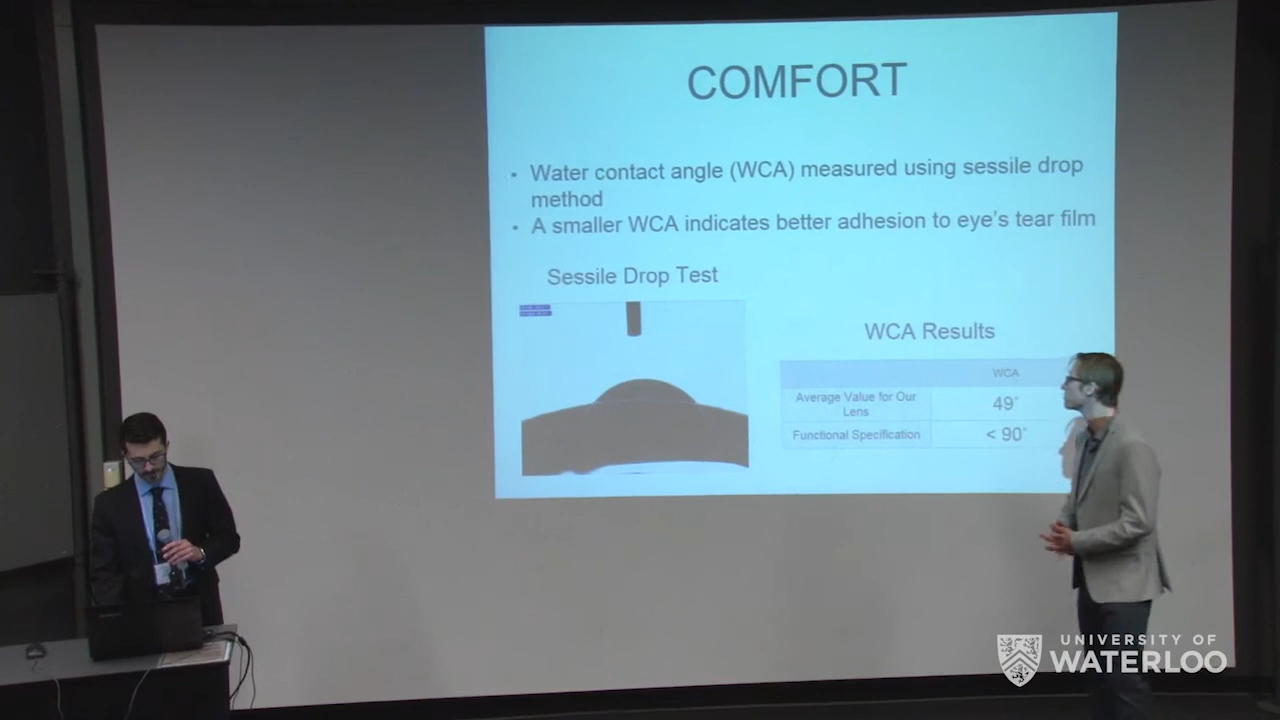 COMFORT
• Water contact angle (WCA) measured using sessile drop
method
• A smaller WCA indicates better adhesion to eye's tear film
Sessile Drop Test
WCA Results
WCA
Average Value for Our
Lens
49°
Functional Specification
< 90°
UNIVERSITY OF
WATERLOO